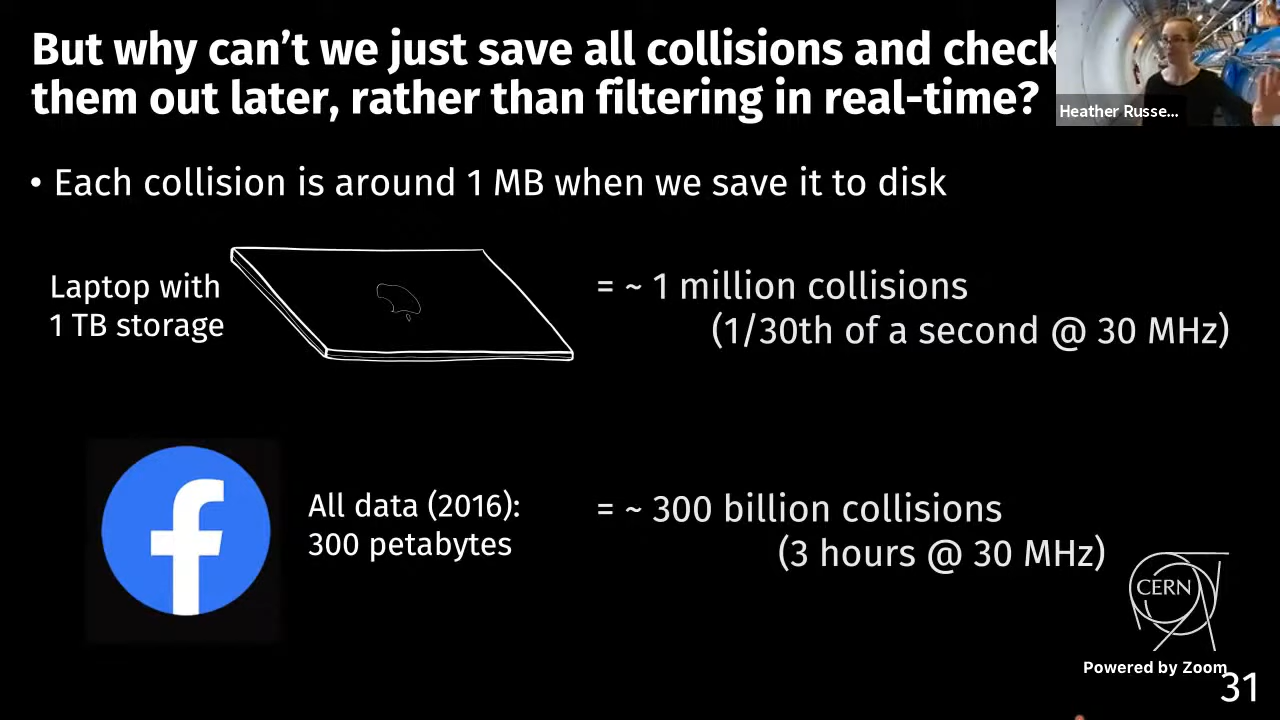 But why can’t we just save all collisions and check
them out later, rather than filtering in real-time?
Heather Russe...
• Each collision is around 1 MB when we save it to disk
Laptop with
1 TB storage
= ~ 1 million collisions
(1/30th of a second @ 30 MHz)
All data (2016):
300 petabytes
= ~ 300 billion collisions
(3 hours @ 30 MHz)
CERN
Powered by Zoom
31